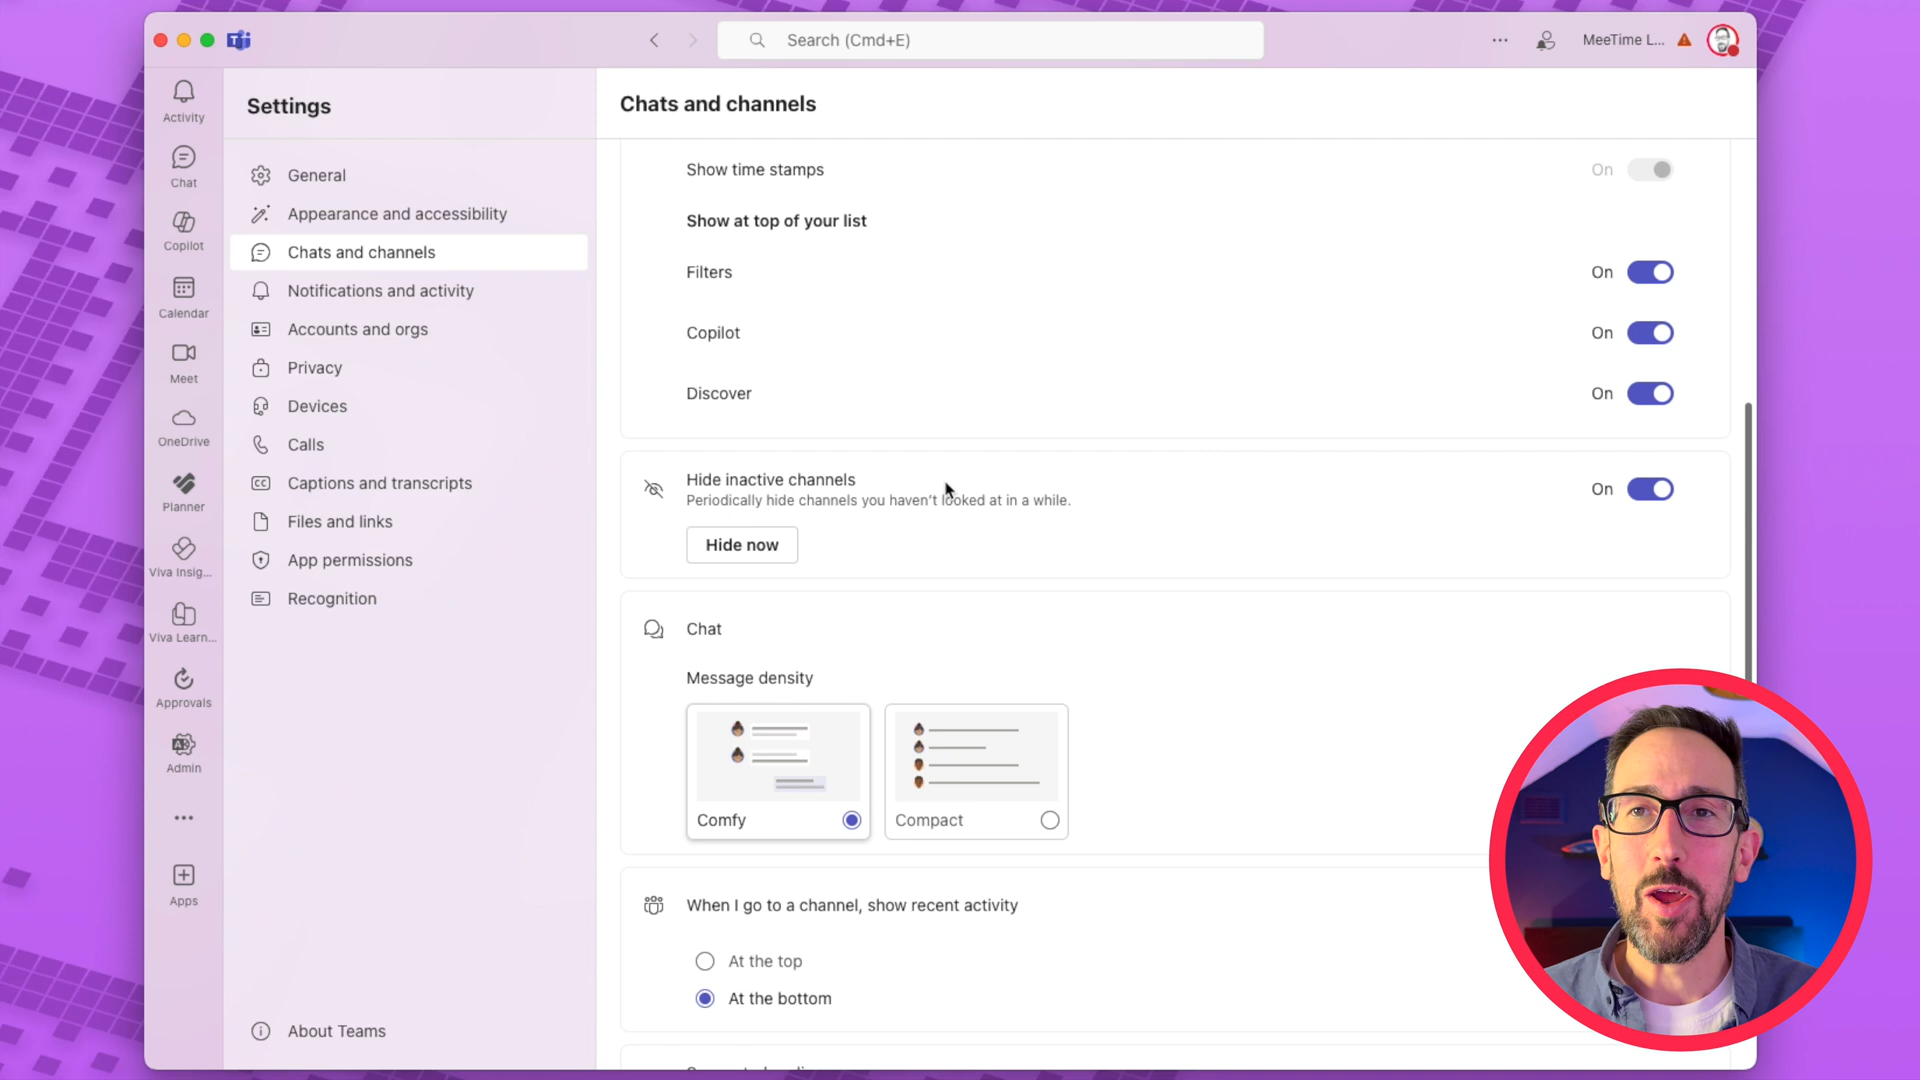 Search (Cmd+E)
MeeTime L...
Activity
Chat
Copilot
Calendar
Meet
OneDrive
Planner
Viva Insig...
Viva Learn...
Approvals
Admin
Apps
Settings
General
Appearance and accessibility
Chats and channels
Notifications and activity
Accounts and orgs
Privacy
Devices
Calls
Captions and transcripts
Files and links
App permissions
Recognition
About Teams
Chats and channels
Show time stamps On
Show at top of your list
Filters On
Copilot On
Discover On
Hide inactive channels On
Periodically hide channels you haven't looked at in a while.
Hide now
Chat
Message density
Comfy
Compact
When I go to a channel, show recent activity
At the top
At the bottom